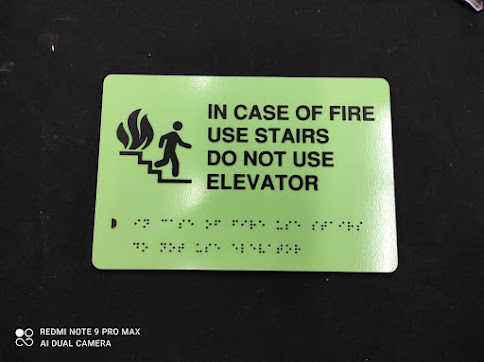 IN CASE OF FIRE
USE STAIRS
DO NOT USE
ELEVATOR
⠊⠝ ⠉⠁⠎⠑ ⠕⠋ ⠋⠊⠗⠑ ⠥⠎⠑ ⠎⠞⠁⠊⠗⠎
⠙⠕ ⠝⠕⠞ ⠥⠎⠑ ⠑⠇⠑⠧⠁⠞⠕⠗
REDMI NOTE 9 PRO MAX
AI DUAL CAMERA